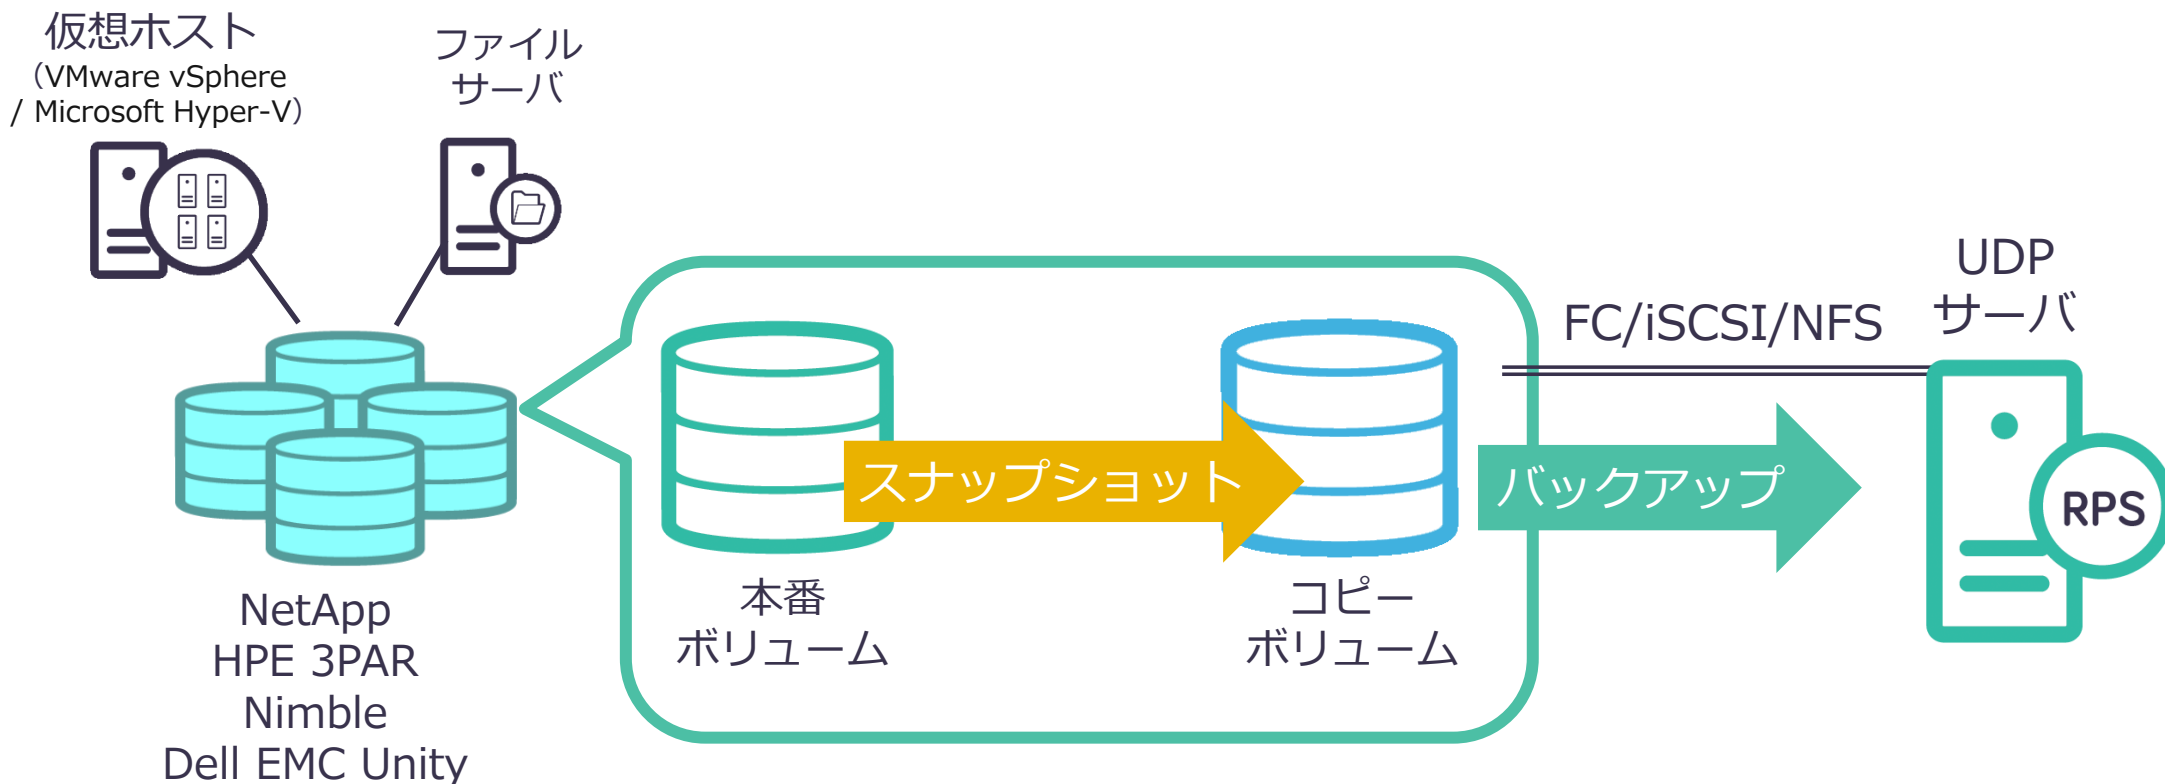 仮想ホスト
（VMware vSphere
/ Microsoft Hyper-V）
ファイル
サーバ
NetApp
HPE 3PAR
Nimble
Dell EMC Unity
スナップショット
本番
ボリューム
コピー
ボリューム
FC/iSCSI/NFS
バックアップ
UDP
サーバ
RPS